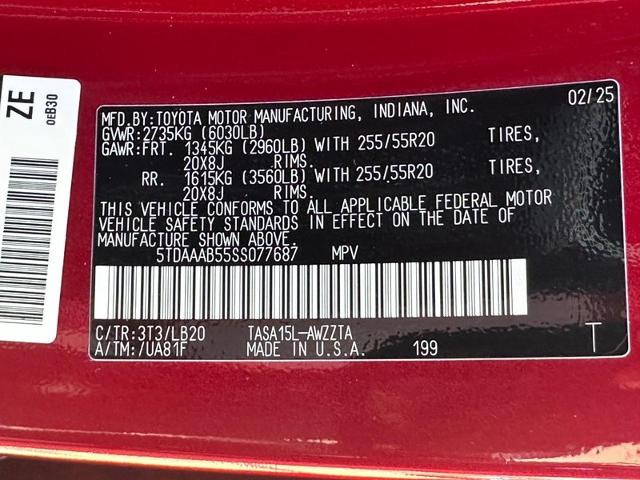 ZE
0EB30
MFD.BY:TOYOTA MOTOR MANUFACTURING, INDIANA, INC. 02/25
GVWR:2735KG (6030LB)
GAWR:FRT. 1345KG (2960LB) WITH 255/55R20 TIRES,
20X8J RIMS.
RR. 1615KG (3560LB) WITH 255/55R20 TIRES,
20X8J RIMS.
THIS VEHICLE CONFORMS TO ALL APPLICABLE FEDERAL MOTOR
VEHICLE SAFETY STANDARDS IN EFFECT ON THE DATE OF
MANUFACTURE SHOWN ABOVE.
5TDAAAB55SS077687 MPV
C/TR:3T3/LB20 TASA15L-AWZZTA
A/TM:/UA81F MADE IN U.S.A. 199 T